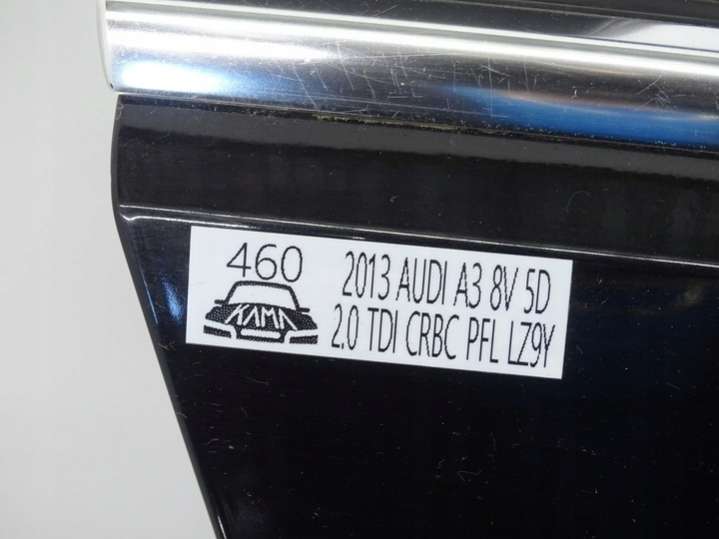 460
KAMA
2013 AUDI A3 8V 5D
2.0 TDI CRBC PFL LZ9Y